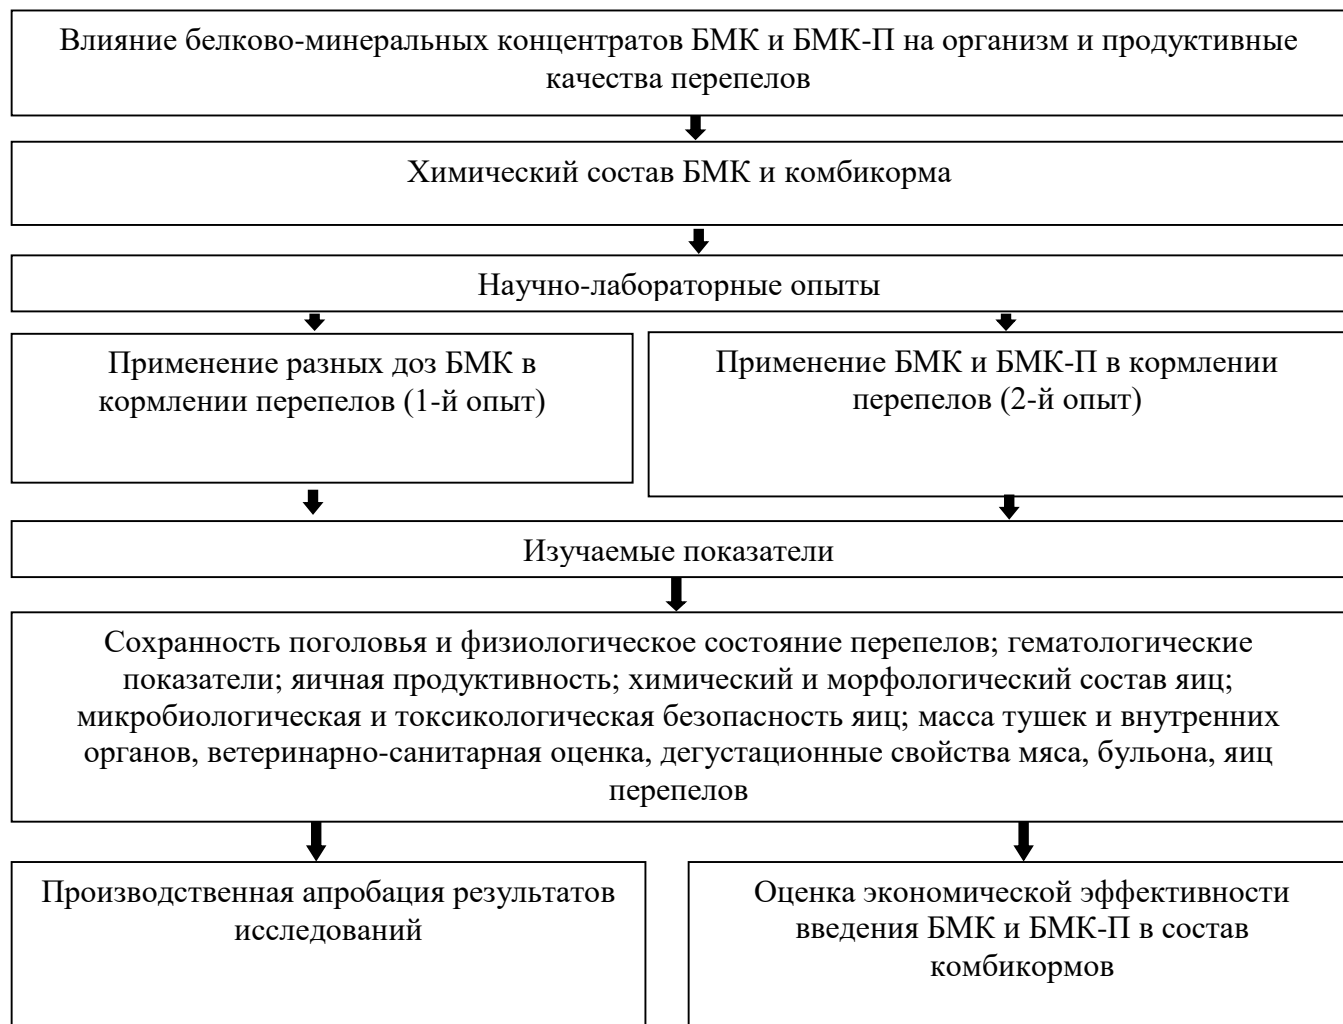 Влияние белково-минеральных концентратов БМК и БМК-П на организм и продуктивные
качества перепелов
Химический состав БМК и комбикорма
Научно-лабораторные опыты
Применение разных доз БМК в
кормлении перепелов (1-й опыт)
Применение БМК и БМК-П в кормлении
перепелов (2-й опыт)
Изучаемые показатели
Сохранность поголовья и физиологическое состояние перепелов; гематологические
показатели; яичная продуктивность; химический и морфологический состав яиц;
микробиологическая и токсикологическая безопасность яиц; масса тушек и внутренних
органов, ветеринарно-санитарная оценка, дегустационные свойства мяса, бульона, яиц
перепелов
Производственная апробация результатов
исследований
Оценка экономической эффективности
введения БМК и БМК-П в состав
комбикормов